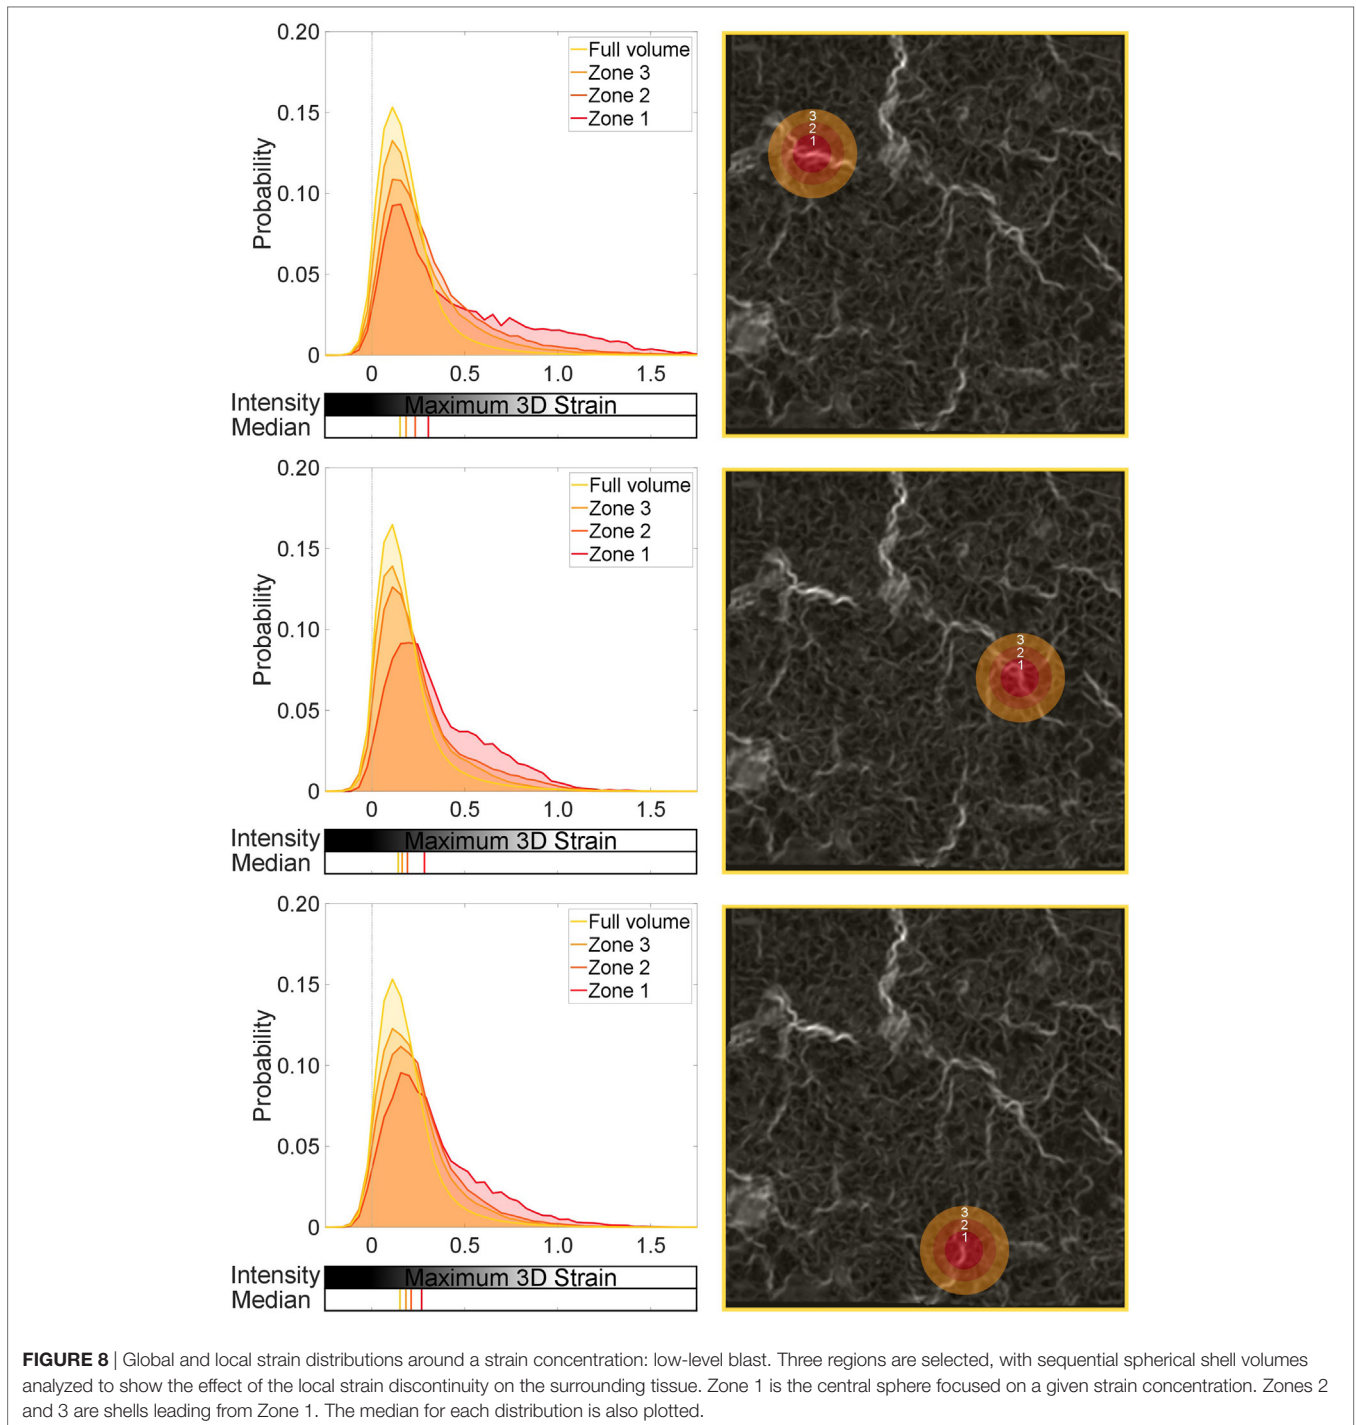 0.20
0.15
0.10
0.05
0
Probability
Full volume
Zone 3
Zone 2
Zone 1
0 0.5 1.0 1.5
Intensity Maximum 3D Strain
Median
3
2
1
0.20
0.15
0.10
0.05
0
Probability
Full volume
Zone 3
Zone 2
Zone 1
0 0.5 1.0 1.5
Intensity Maximum 3D Strain
Median
3
2
1
0.20
0.15
0.10
0.05
0
Probability
Full volume
Zone 3
Zone 2
Zone 1
0 0.5 1.0 1.5
Intensity Maximum 3D Strain
Median
3
2
1
FIGURE 8 | Global and local strain distributions around a strain concentration: low-level blast. Three regions are selected, with sequential spherical shell volumes
analyzed to show the effect of the local strain discontinuity on the surrounding tissue. Zone 1 is the central sphere focused on a given strain concentration. Zones 2
and 3 are shells leading from Zone 1. The median for each distribution is also plotted.